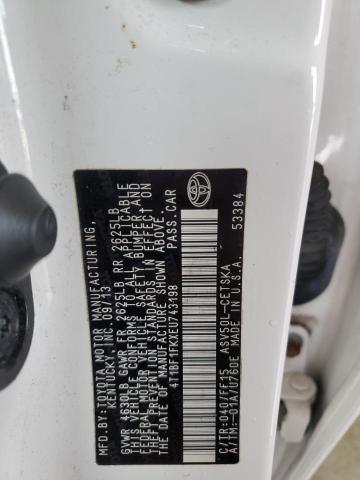 MFD. BY:TOYOTA MOTOR MANUFACTURING,
KENTUCKY, INC. 09/13
GVWR 4630LB GAWR FR 2625LB RR 2625LB
THIS VEHICLE CONFORMS TO ALL APPLICABLE
FEDERAL MOTOR VEHICLE SAFETY, BUMPER, AND
THEFT PREVENTION STANDARDS IN EFFECT ON
THE DATE OF MANUFACTURE SHOWN ABOVE.
4T1BF1FKXEU743198 PASS.CAR
C/TR: 040/FF15 ASV50L-CETSKA
A/TM:-01A/U760E MADE IN U.S.A.
53384
TOYOTA